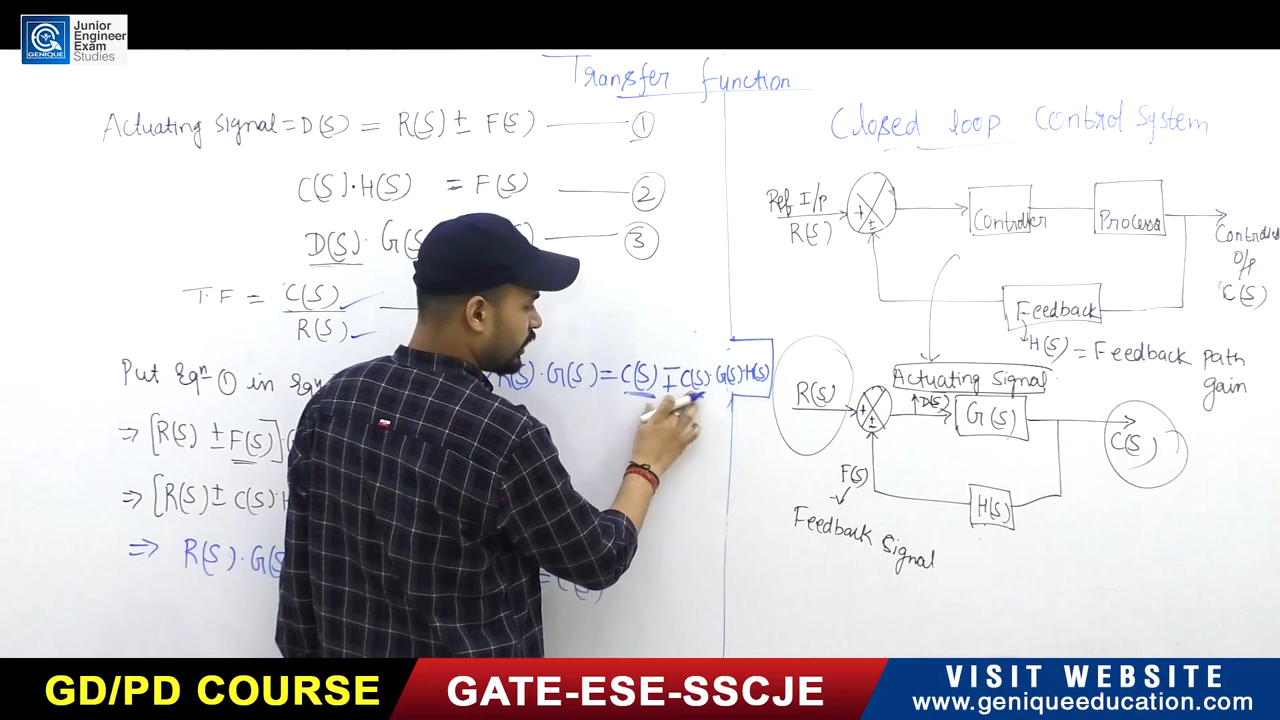 GENIQUE
Junior
Engineer
Exam
Studies
Transfer function
Actuating signal = D(S) = R(S) ± F(S) ——— ①
C(S)·H(S) = F(S) ——— ②
D(S)· G(S ——— ③
T.F = C(S)
R(S)
Put Eqⁿ ① in Eqⁿ
⇒ [R(S) ± F(S)]·
⇒ [R(S) ± C(S)·H
⇒ R(S)·G(S
R(S)·G(S) = C(S) ∓ C(S)·G(S)·H(S)
Closed loop Control System
Ref I/p
R(S)
+
±
Controller
Process
Controlled
O/p
C(S)
Feedback
H(S) = Feedback path
gain
Actuating Signal
R(S)
+
±
D(S)
G(S)
C(S)
F(S)
H(S)
Feedback Signal
GD/PD COURSE
GATE-ESE-SSCJE
VISIT WEBSITE
www.geniqueeducation.com